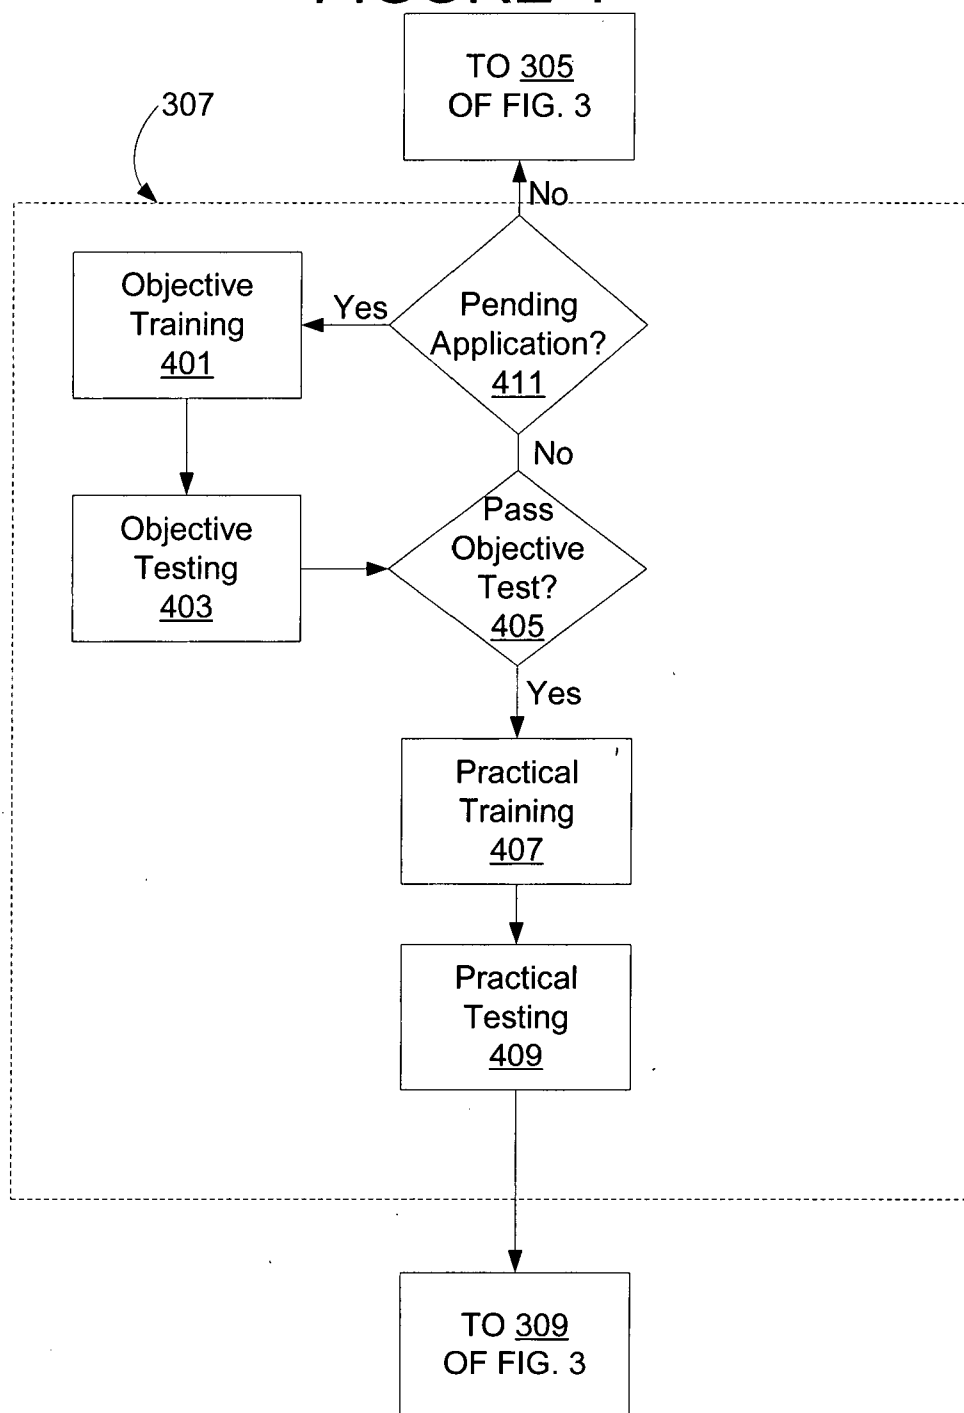 TO 305
OF FIG. 3
307
No
Objective
Training
401
Yes
Pending
Application?
411
No
Objective
Testing
403
Pass
Objective
Test?
405
Yes
Practical
Training
407
Practical
Testing
409
TO 309
OF FIG. 3